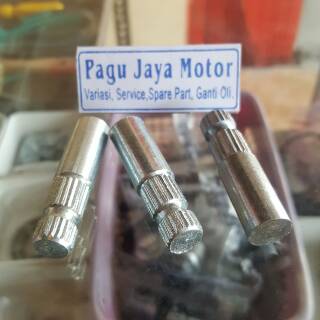 Pagu Jaya Motor
Variasi, Service,Spare Part, Ganti Oli.